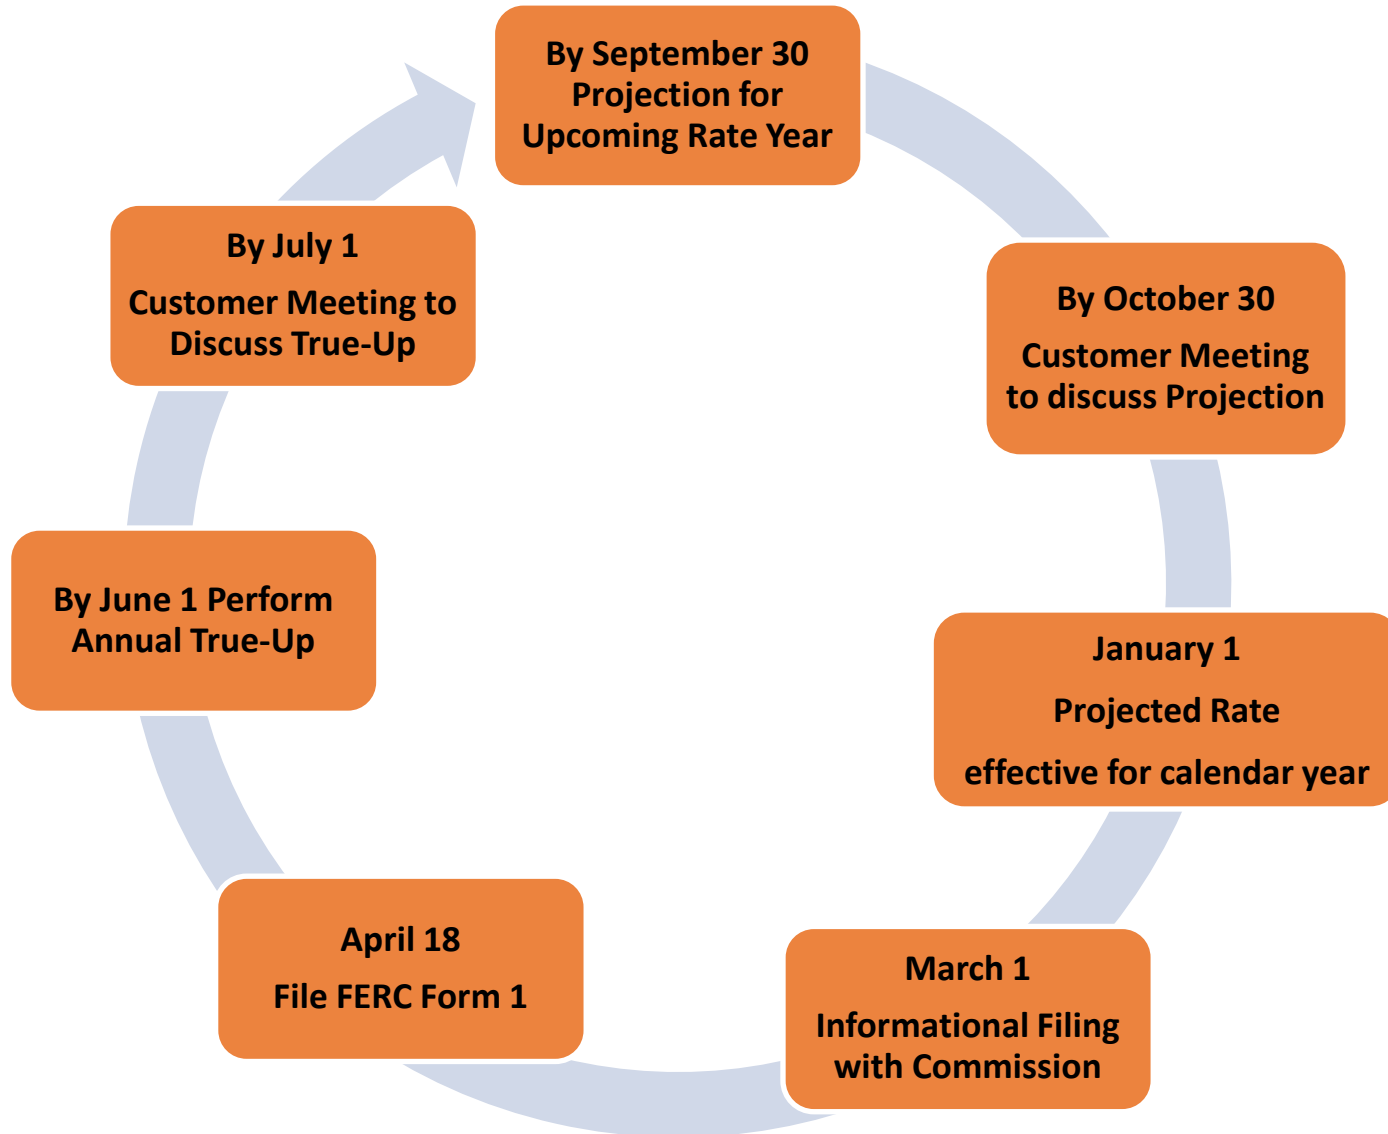 By September 30
Projection for
Upcoming Rate Year
By October 30
Customer Meeting
to discuss Projection
January 1
Projected Rate
effective for calendar year
March 1
Informational Filing
with Commission
April 18
File FERC Form 1
By June 1 Perform
Annual True-Up
By July 1
Customer Meeting to
Discuss True-Up